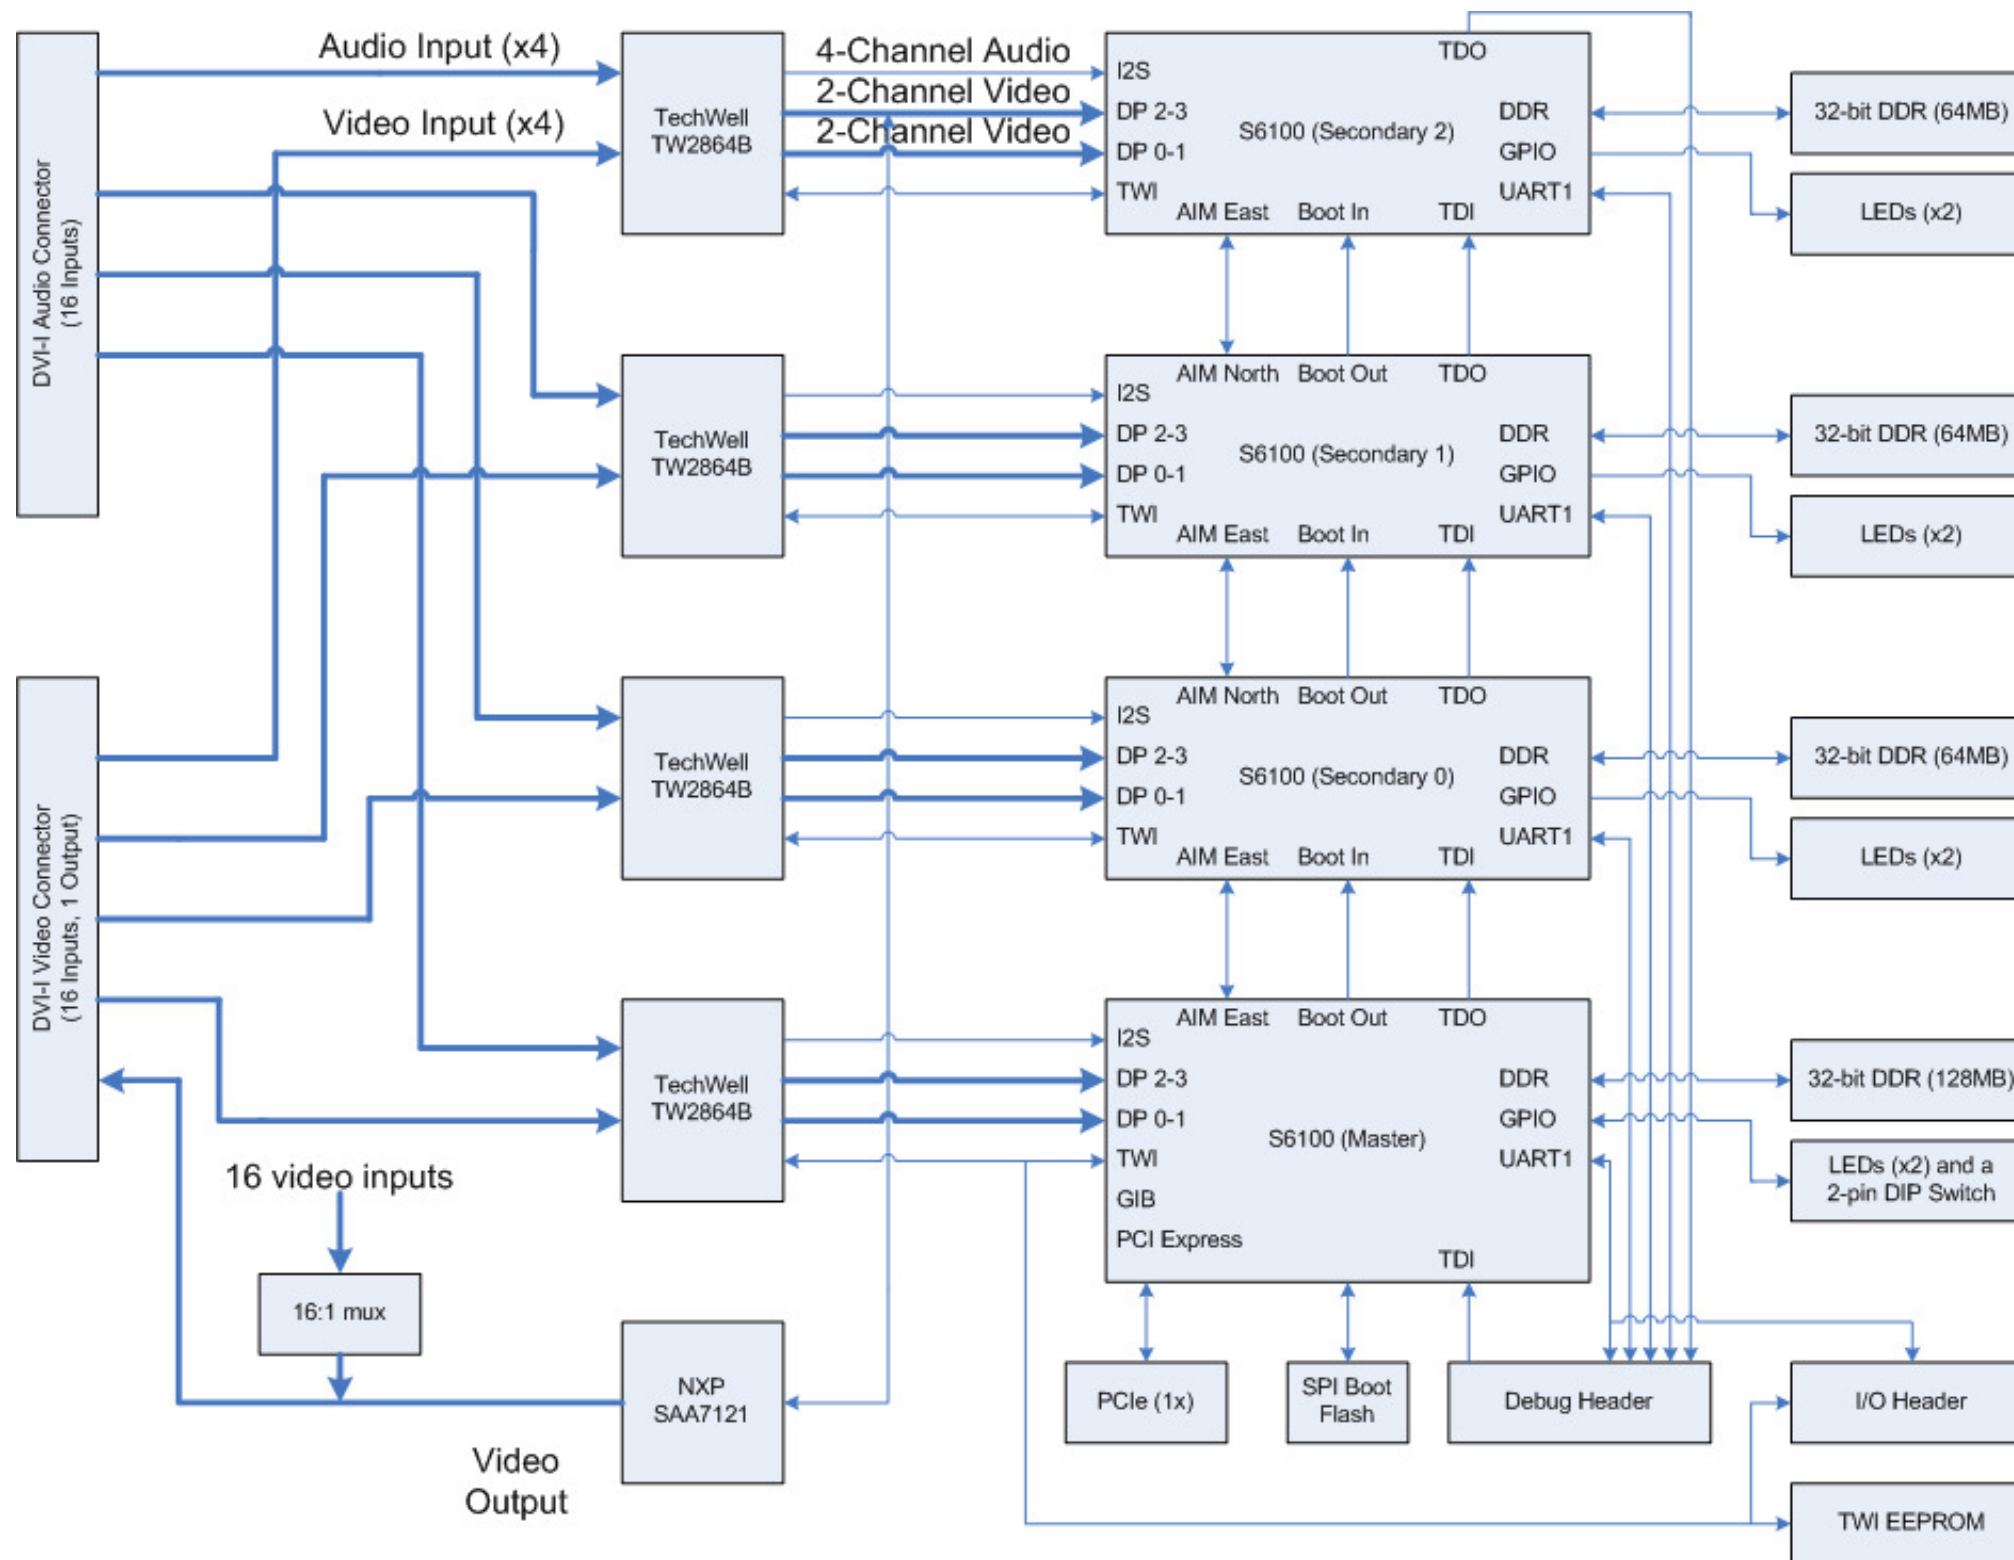 DVI-I Audio Connector
(16 Inputs)
Audio Input (x4)
Video Input (x4)
TechWell
TW2864B
4-Channel Audio
2-Channel Video
2-Channel Video
TDO
I2S
DP 2-3
DP 0-1
TWI
S6100 (Secondary 2)
DDR
GPIO
UART1
AIM East
Boot In
TDI
32-bit DDR (64MB)
LEDs (x2)
TechWell
TW2864B
AIM North
Boot Out
TDO
I2S
DP 2-3
DP 0-1
TWI
S6100 (Secondary 1)
DDR
GPIO
UART1
AIM East
Boot In
TDI
32-bit DDR (64MB)
LEDs (x2)
DVI-I Video Connector
(16 Inputs, 1 Output)
TechWell
TW2864B
AIM North
Boot Out
TDO
I2S
DP 2-3
DP 0-1
TWI
S6100 (Secondary 0)
DDR
GPIO
UART1
AIM East
Boot In
TDI
32-bit DDR (64MB)
LEDs (x2)
TechWell
TW2864B
AIM East
Boot Out
TDO
I2S
DP 2-3
DP 0-1
TWI
GIB
PCI Express
S6100 (Master)
DDR
GPIO
UART1
TDI
32-bit DDR (128MB)
LEDs (x2) and a
2-pin DIP Switch
16 video inputs
16:1 mux
NXP
SAA7121
Video
Output
PCIe (1x)
SPI Boot
Flash
Debug Header
I/O Header
TWI EEPROM